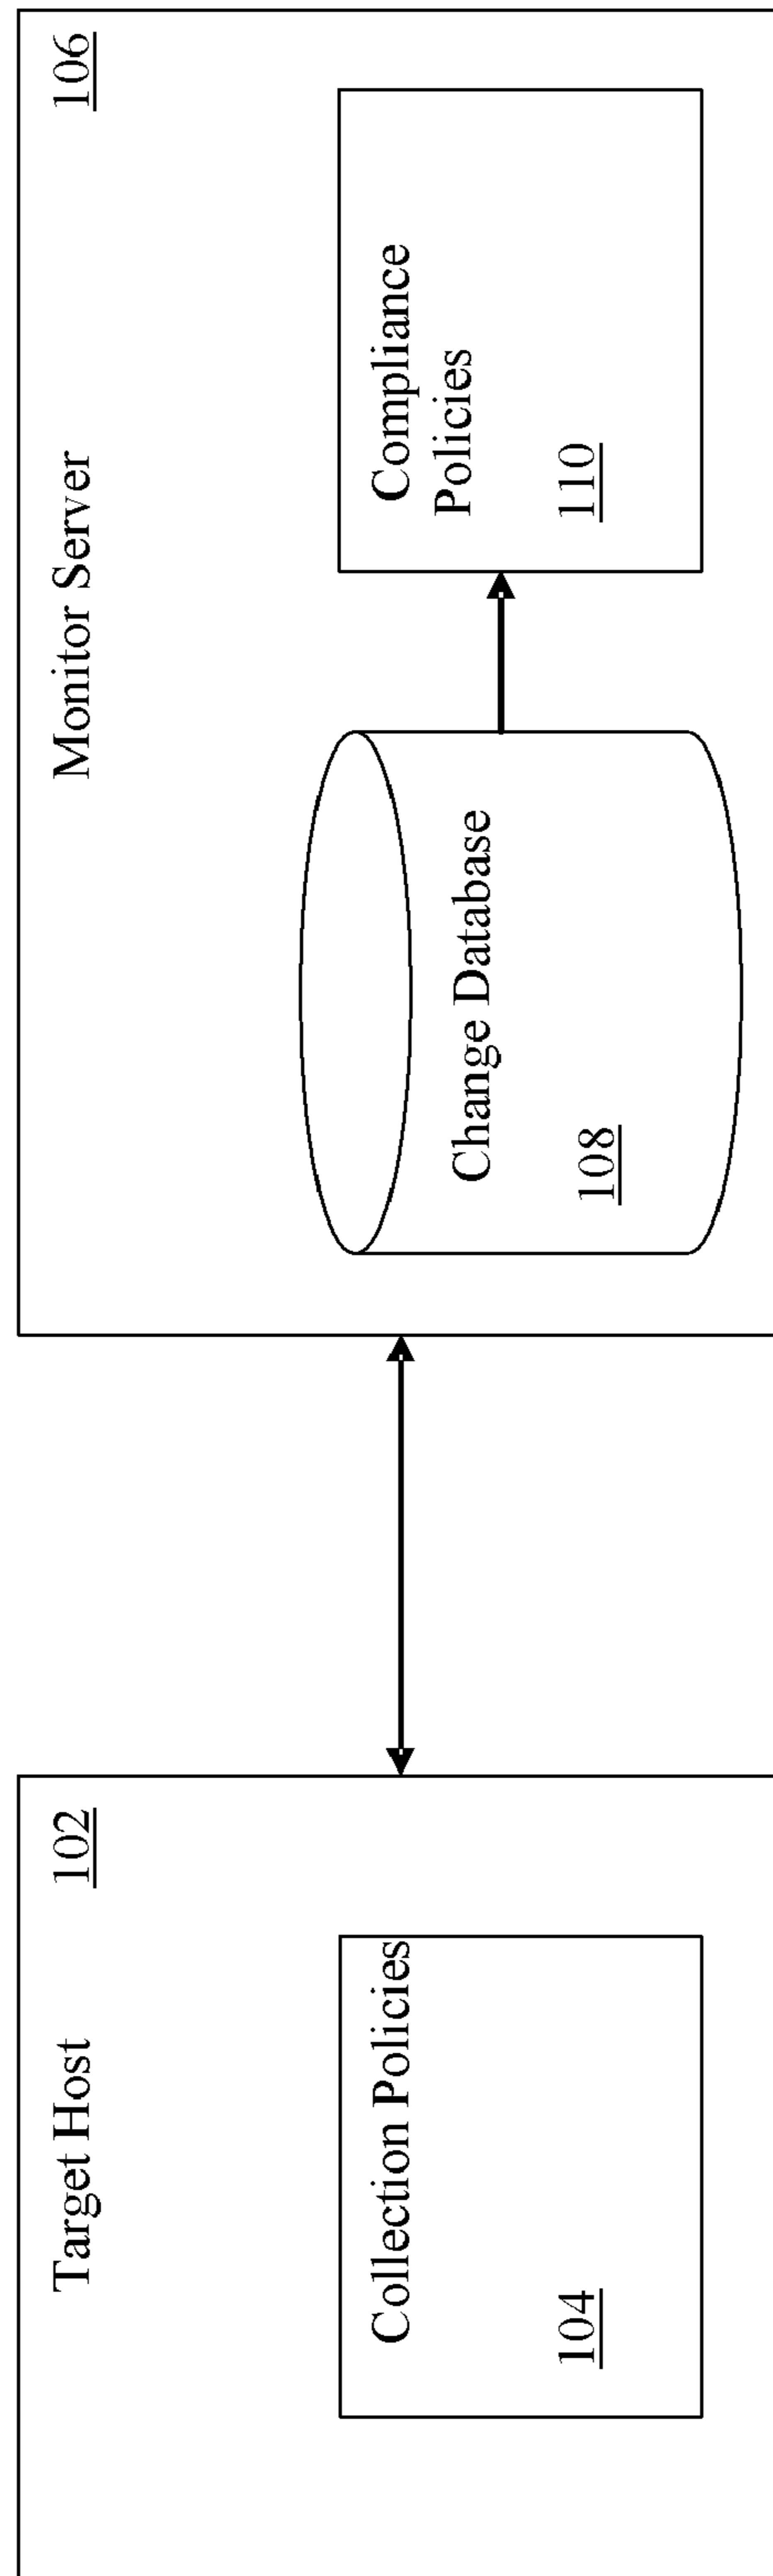 Target Host
102
Collection Policies
104
Monitor Server
106
Change Database
108
Compliance
Policies
110